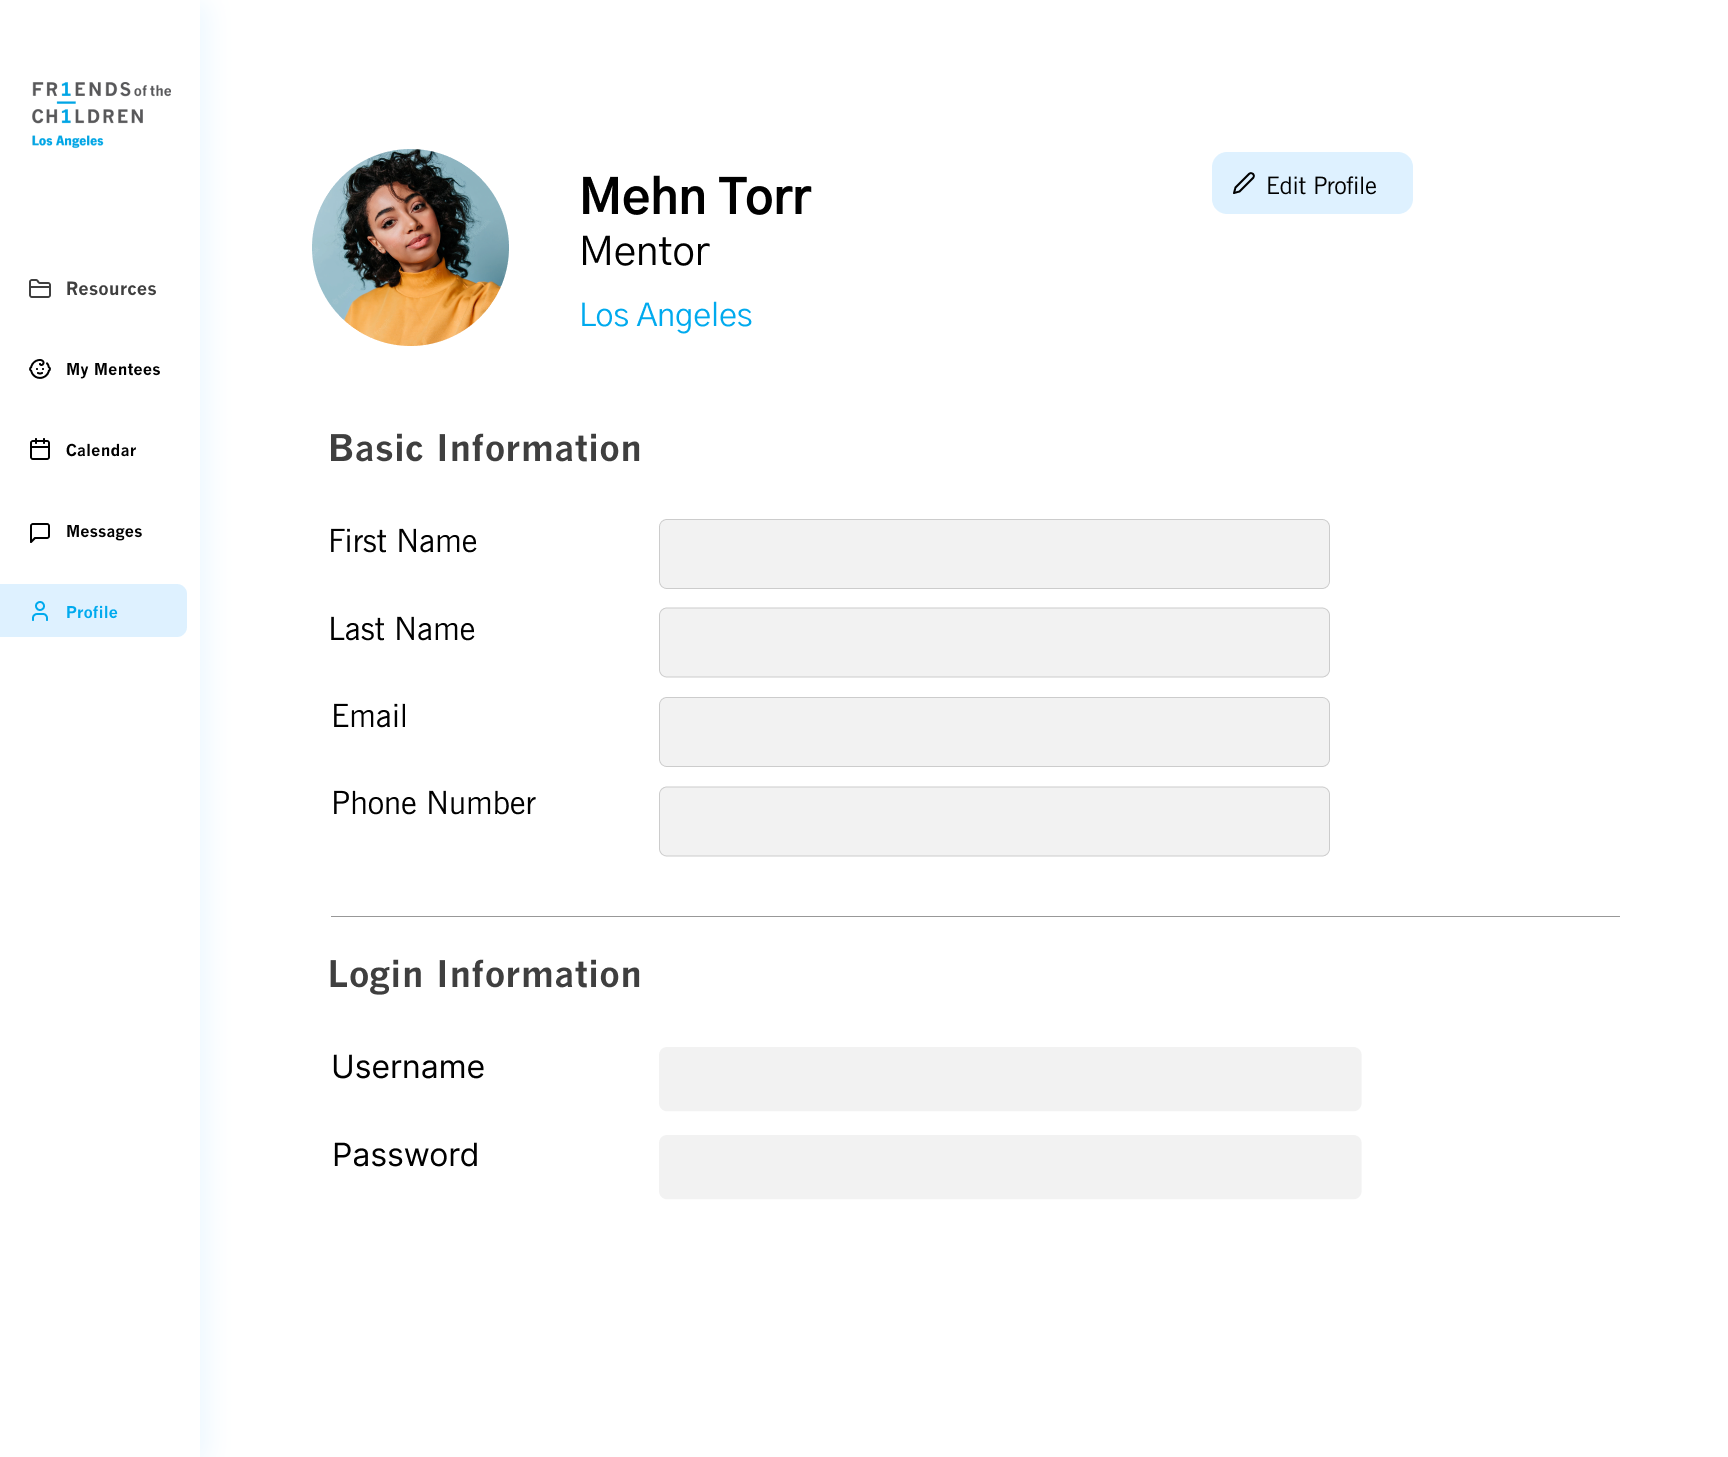 FR1ENDS of the
CH1LDREN
Los Angeles
Resources
My Mentees
Calendar
Messages
Profile
Mehn Torr
Mentor
Los Angeles
Edit Profile
Basic Information
First Name
Last Name
Email
Phone Number
Login Information
Username
Password